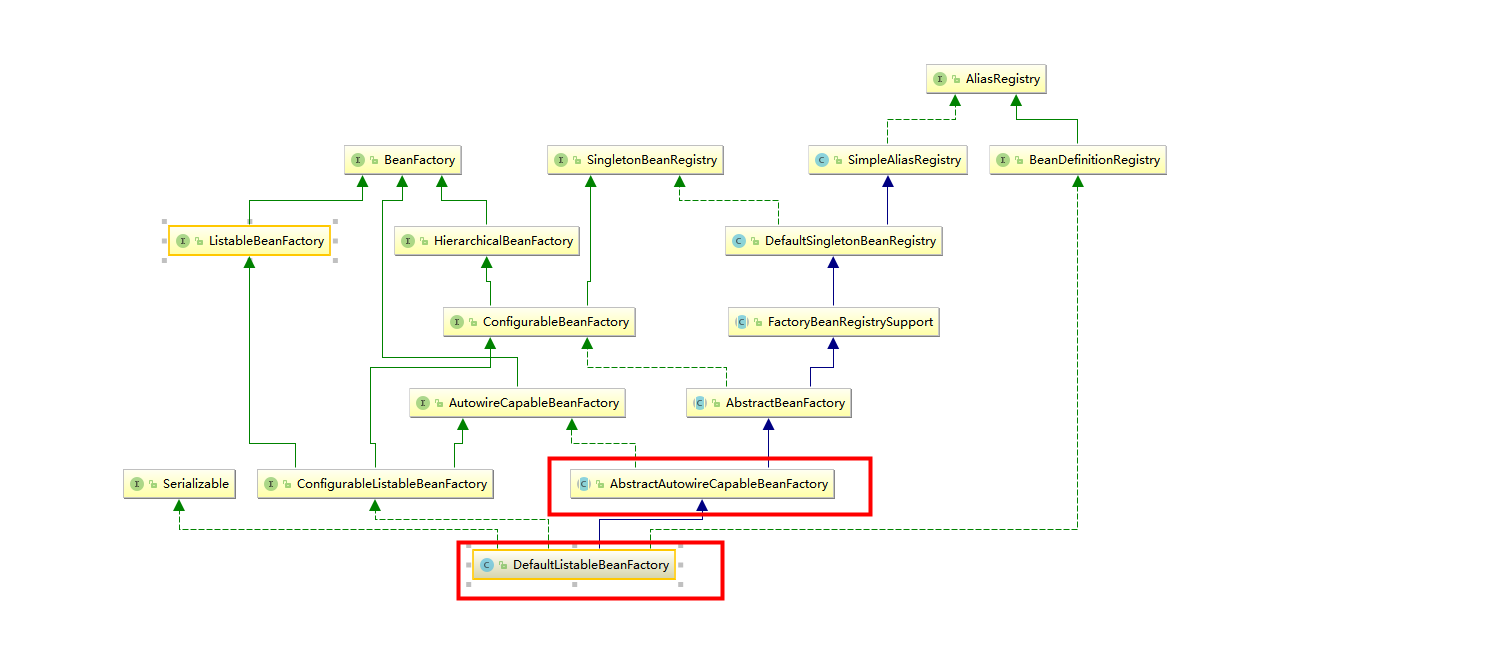 AliasRegistry
BeanFactory
SingletonBeanRegistry
SimpleAliasRegistry
BeanDefinitionRegistry
ListableBeanFactory
HierarchicalBeanFactory
DefaultSingletonBeanRegistry
ConfigurableBeanFactory
FactoryBeanRegistrySupport
AutowireCapableBeanFactory
AbstractBeanFactory
Serializable
ConfigurableListableBeanFactory
AbstractAutowireCapableBeanFactory
DefaultListableBeanFactory